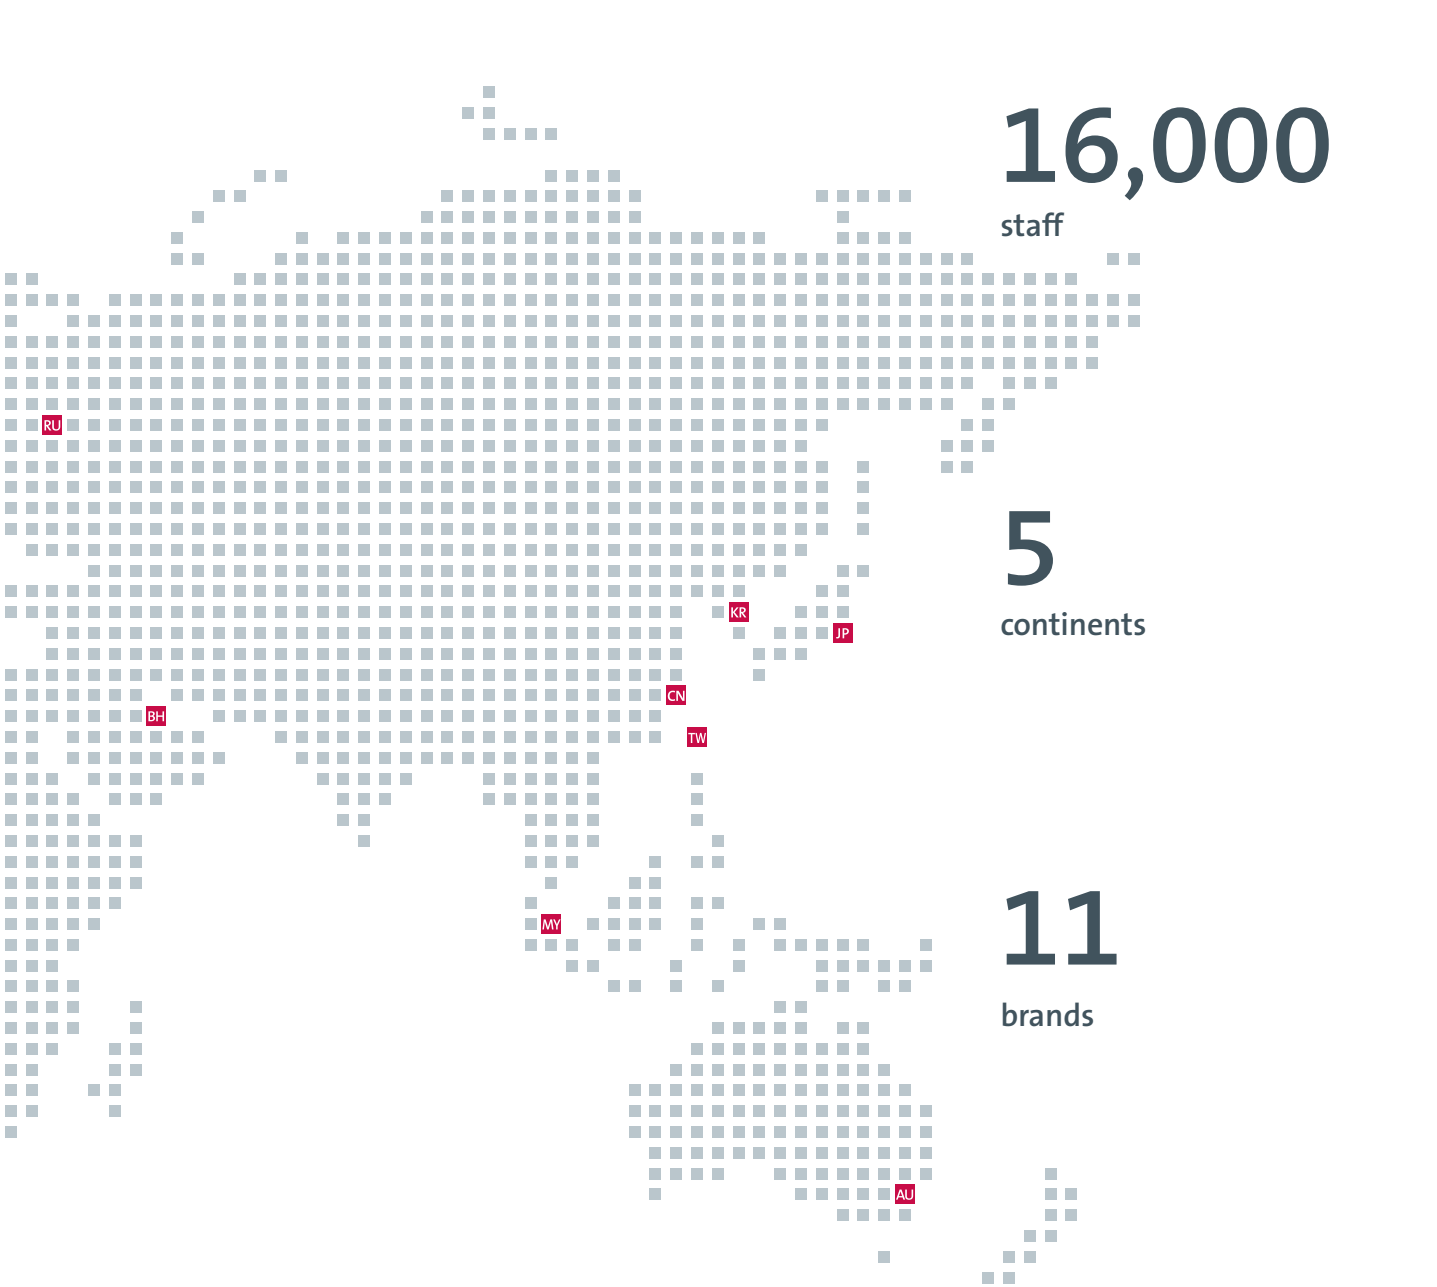 16,000
staff
RU
5
continents
KR
JP
CN
BH
TW
11
brands
MY
AU